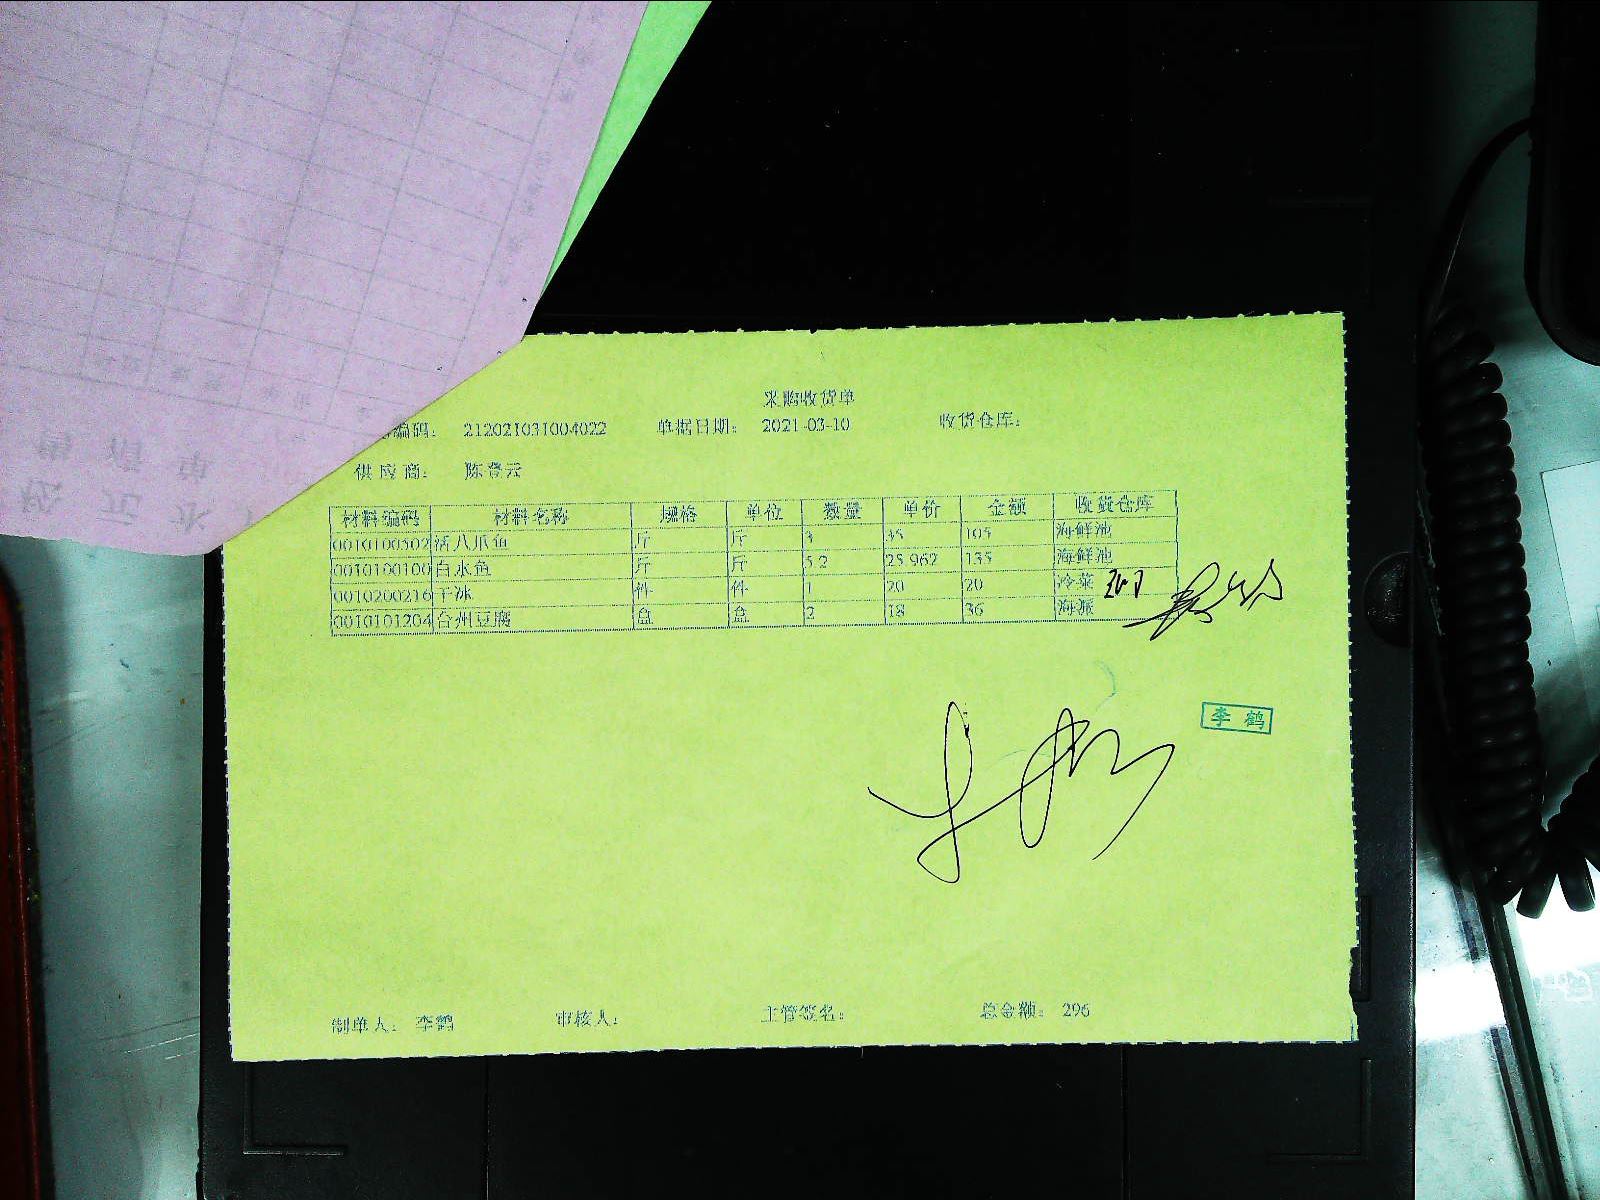 采购收货单
编码: 212021031004022 单据日期: 2021-03-10 收货仓库:
供应商: 陈登云
材料编码 材料名称 规格 单位 数量 单价 金额 收货仓库
0010100302 活八爪鱼 斤 斤 3 35 105 海鲜池
0010100100 白水鱼 斤 斤 5.2 25.962 135 海鲜池
0010200216 干冰 件 件 1 20 20 冷菜
0010101204 台州豆腐 盒 盒 2 18 36 海派
李鹤
制单人: 李鹤 审核人: 主管签名: 总金额: 296